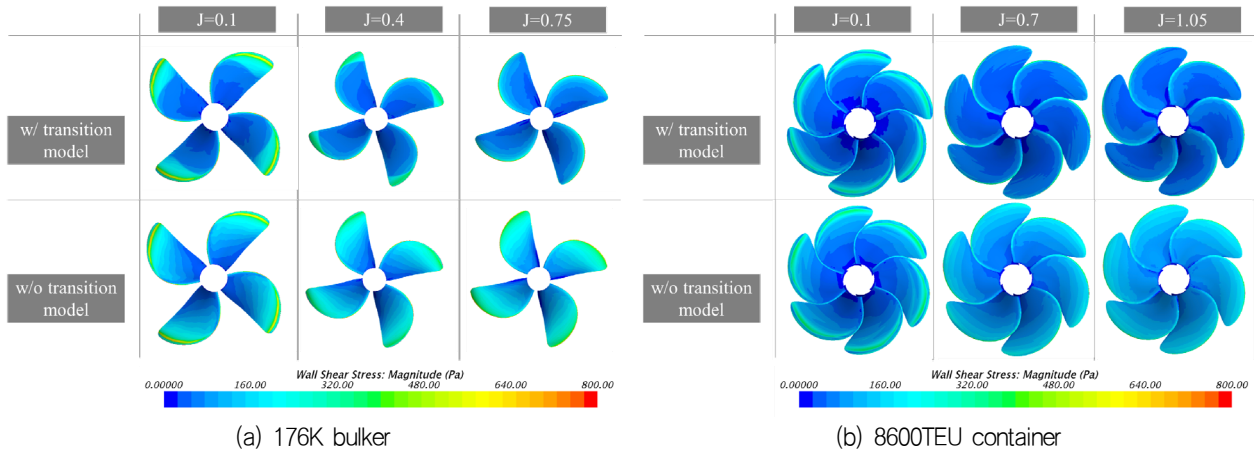 J=0.1 J=0.4 J=0.75
w/ transition
model
w/o transition
model
Wall Shear Stress: Magnitude (Pa)
0.00000 160.00 320.00 480.00 640.00 800.00
(a) 176K bulker
J=0.1 J=0.7 J=1.05
w/ transition
model
w/o transition
model
Wall Shear Stress: Magnitude (Pa)
0.00000 160.00 320.00 480.00 640.00 800.00
(b) 8600TEU container